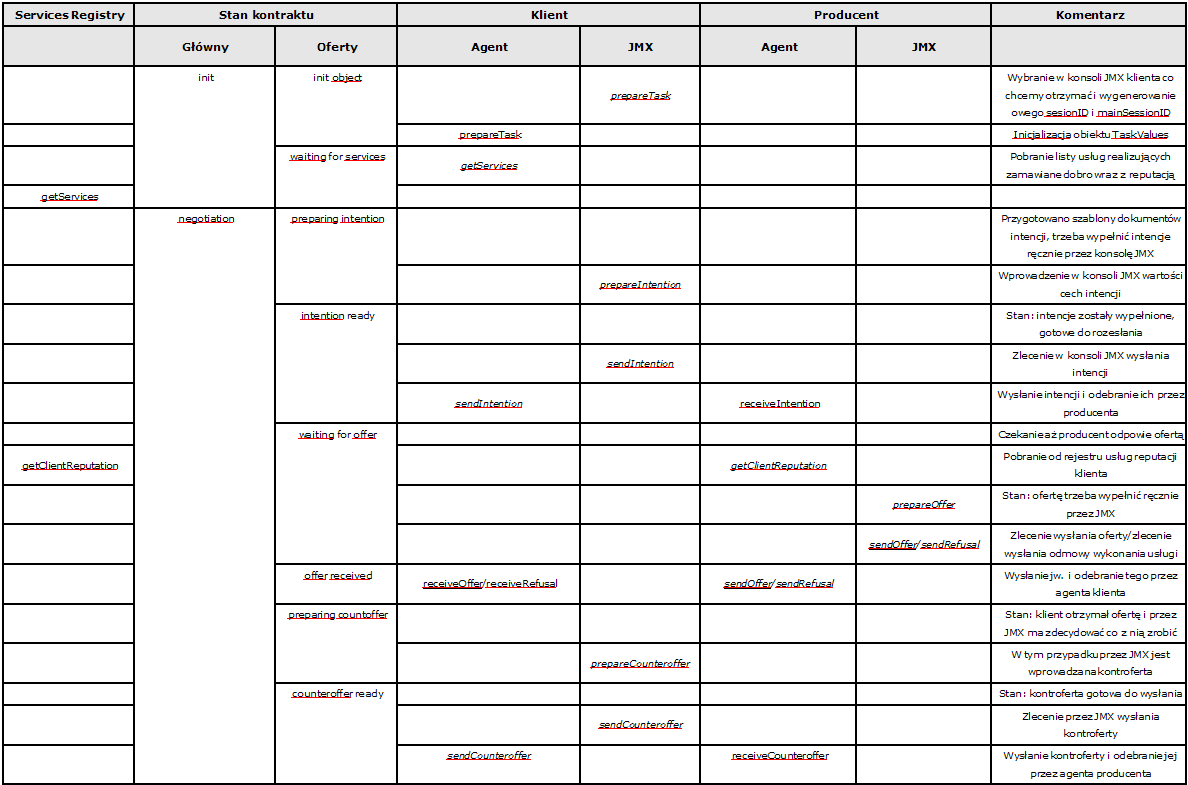 Services Registry
Stan kontraktu
Klient
Producent
Komentarz
Główny
Oferty
Agent
JMX
Agent
JMX
init
init object
prepareTask
Wybranie w konsoli JMX klienta co
chcemy otrzymać i wygenerowanie
owego sesionID i mainSessionID
prepareTask
Inicjalizacja obiektu TaskValues
waiting for services
getServices
Pobranie listy usług realizujących
zamawiane dobro wraz z reputacją
getServices
negotiation
preparing intention
Przygotowano szablony dokumentów
intencji, trzeba wypełnić intencje
ręcznie przez konsolę JMX
prepareIntention
Wprowadzenie w konsoli JMX wartości
cech intencji
intention ready
Stan: intencje zostały wypełnione,
gotowe do rozesłania
sendIntention
Zlecenie w konsoli JMX wysłania
intencji
sendIntention
receiveIntention
Wysłanie intencji i odebranie ich przez
producenta
waiting for offer
Czekanie aż producent odpowie ofertą
getClientReputation
getClientReputation
Pobranie od rejestru usług reputacji
klienta
prepareOffer
Stan: ofertę trzeba wypełnić ręcznie
przez JMX
sendOffer/sendRefusal
Zlecenie wysłania oferty/zlecenie
wysłania odmowy wykonania usługi
offer received
receiveOffer/receiveRefusal
sendOffer/sendRefusal
Wysłanie jw. i odebranie tego przez
agenta klienta
preparing countoffer
Stan: klient otrzymał ofertę i przez
JMX ma zdecydować co z nią zrobić
prepareCounteroffer
W tym przypadku przez JMX jest
wprowadzana kontroferta
counteroffer ready
Stan: kontroferta gotowa do wysłania
sendCounteroffer
Zlecenie przez JMX wysłania
kontroferty
sendCounteroffer
receiveCounteroffer
Wysłanie kontroferty i odebranie jej
przez agenta producenta